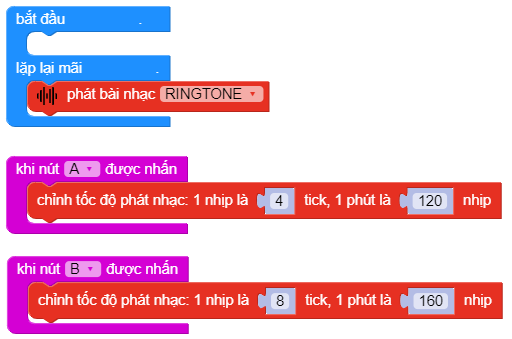 bắt đầu .
lặp lại mãi .
phát bài nhạc RINGTONE
khi nút A được nhấn
chỉnh tốc độ phát nhạc: 1 nhịp là 4 tick, 1 phút là 120 nhịp
khi nút B được nhấn
chỉnh tốc độ phát nhạc: 1 nhịp là 8 tick, 1 phút là 160 nhịp